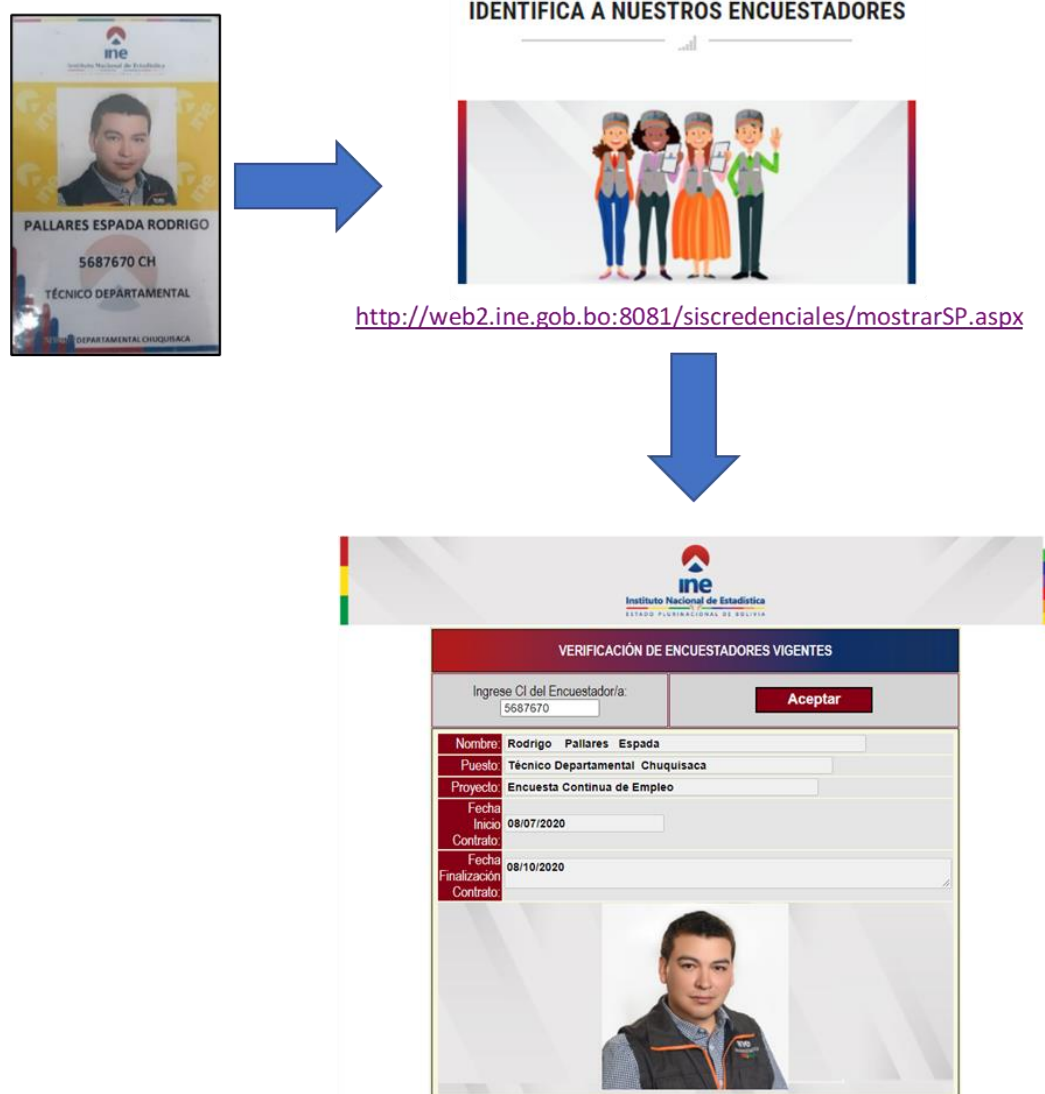 IDENTIFICA A NUESTROS ENCUESTADORES
ine
Instituto Nacional de Estadística
PALLARES ESPADA RODRIGO
5687670 CH
TÉCNICO DEPARTAMENTAL
DEPARTAMENTAL CHUQUISACA
http://web2.ine.gob.bo:8081/siscredenciales/mostrarSP.aspx
ine
Instituto Nacional de Estadística
ESTADO PLURINACIONAL DE BOLIVIA
VERIFICACIÓN DE ENCUESTADORES VIGENTES
Ingrese CI del Encuestador/a:
5687670
Aceptar
Nombre: Rodrigo Pallares Espada
Puesto: Técnico Departamental Chuquisaca
Proyecto: Encuesta Continua de Empleo
Fecha
Inicio
Contrato:
08/07/2020
Fecha
Finalización
Contrato:
08/10/2020